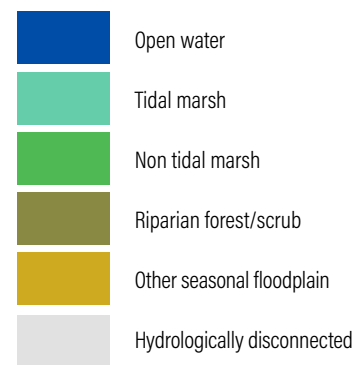 Open water
Tidal marsh
Non tidal marsh
Riparian forest/scrub
Other seasonal floodplain
Hydrologically disconnected